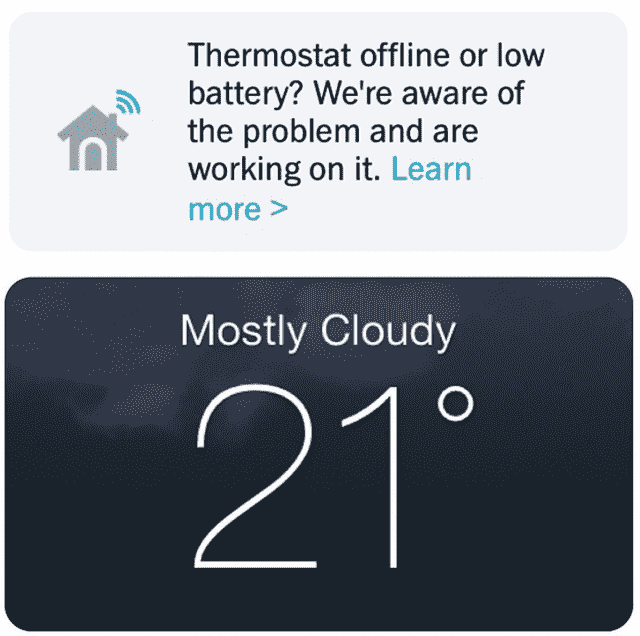 Thermostat offline or low
battery? We're aware of
the problem and are
working on it. Learn
more >
Mostly Cloudy
21°